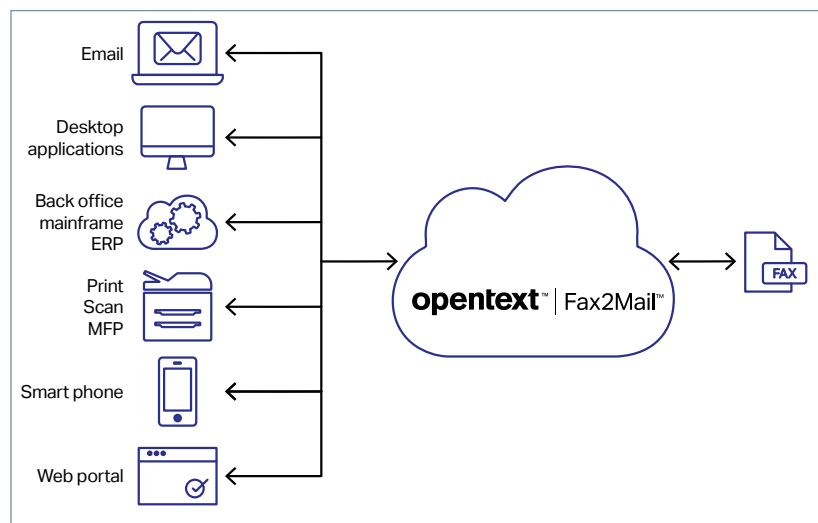 Email
Desktop
applications
Back office
mainframe
ERP
Print
Scan
MFP
Smart phone
Web portal
opentext™ | Fax2Mail™
FAX